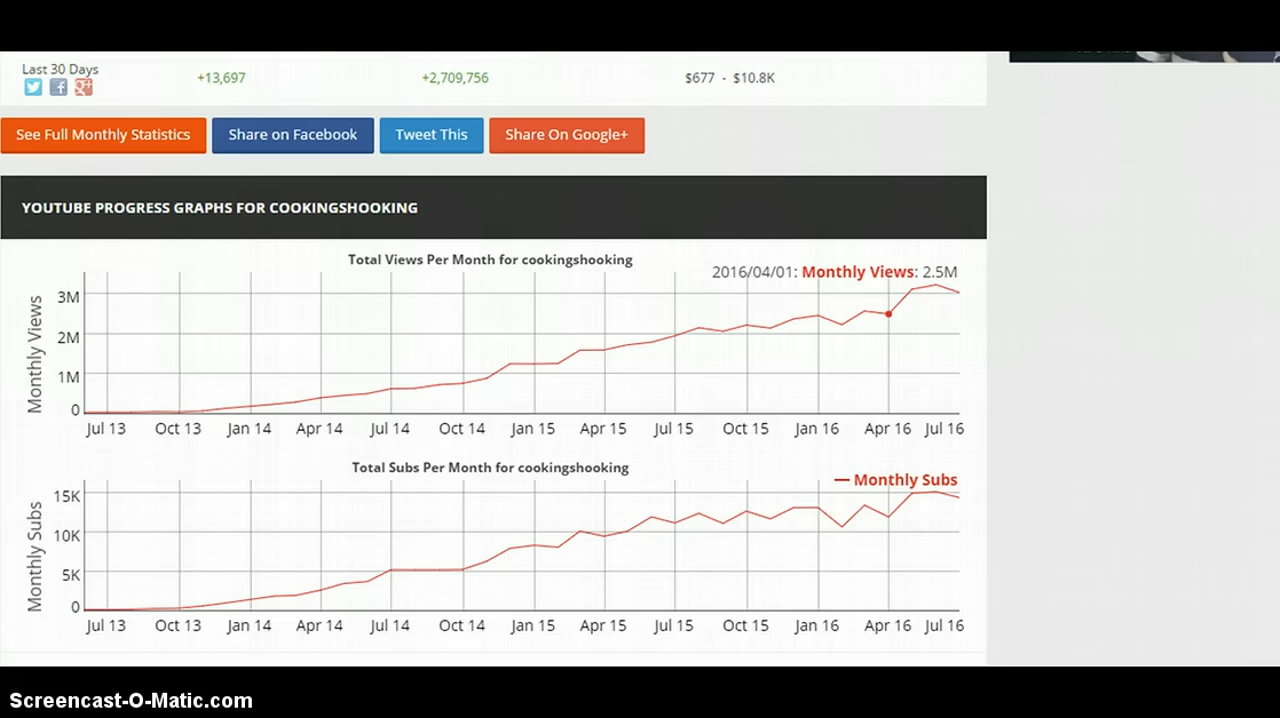 Last 30 Days
+13,697
+2,709,756
$677 - $10.8K
See Full Monthly Statistics
Share on Facebook
Tweet This
Share On Google+
YOUTUBE PROGRESS GRAPHS FOR COOKINGSHOOKING
Total Views Per Month for cookingshooking
2016/04/01: Monthly Views: 2.5M
Monthly Views
3M
2M
1M
0
Jul 13 Oct 13 Jan 14 Apr 14 Jul 14 Oct 14 Jan 15 Apr 15 Jul 15 Oct 15 Jan 16 Apr 16 Jul 16
Total Subs Per Month for cookingshooking
Monthly Subs
Monthly Subs
15K
10K
5K
0
Jul 13 Oct 13 Jan 14 Apr 14 Jul 14 Oct 14 Jan 15 Apr 15 Jul 15 Oct 15 Jan 16 Apr 16 Jul 16
Screencast-O-Matic.com